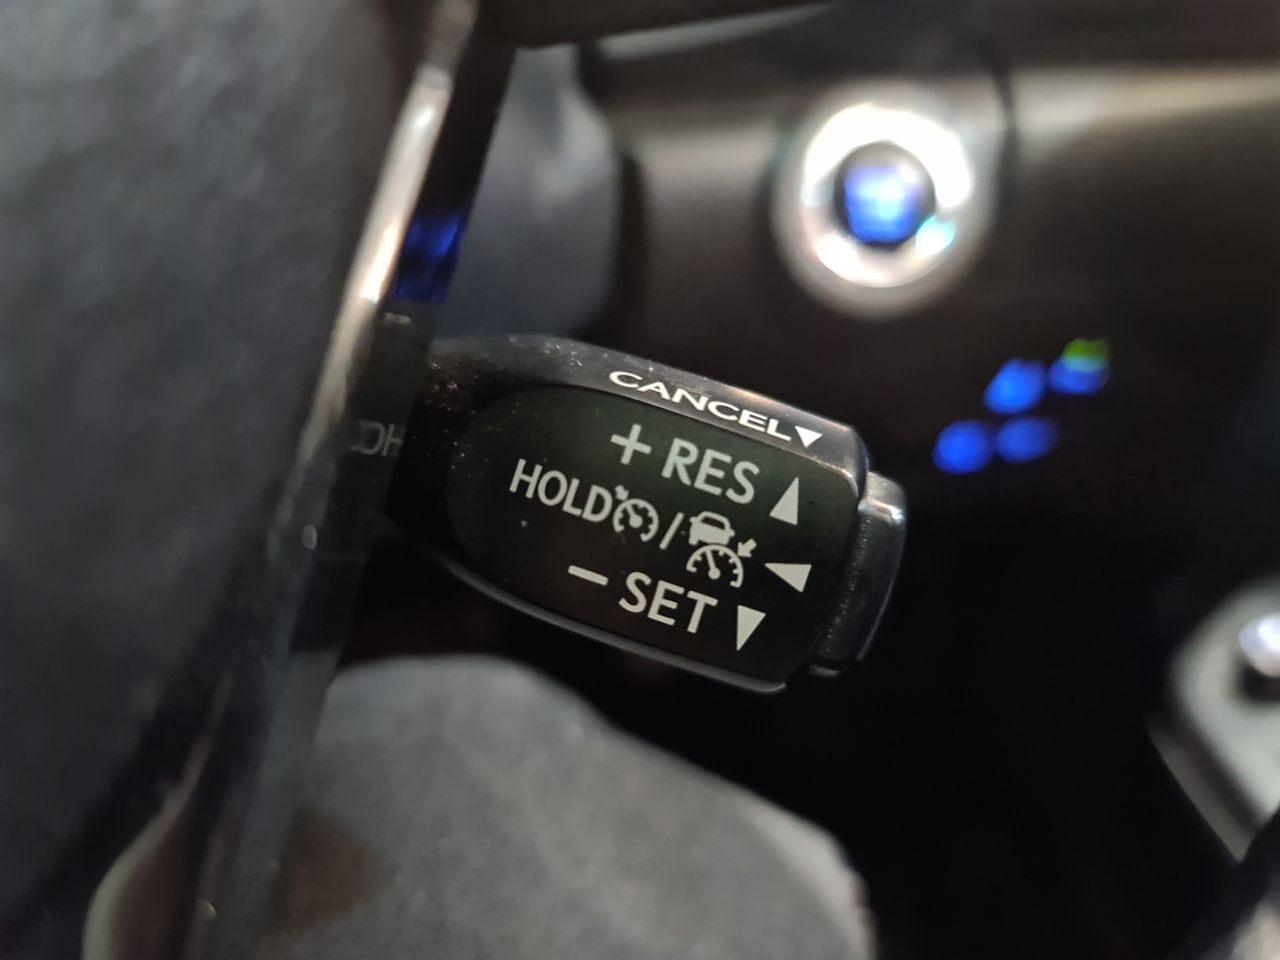 CANCEL▼
+ RES ▲
HOLD /
− SET ▼